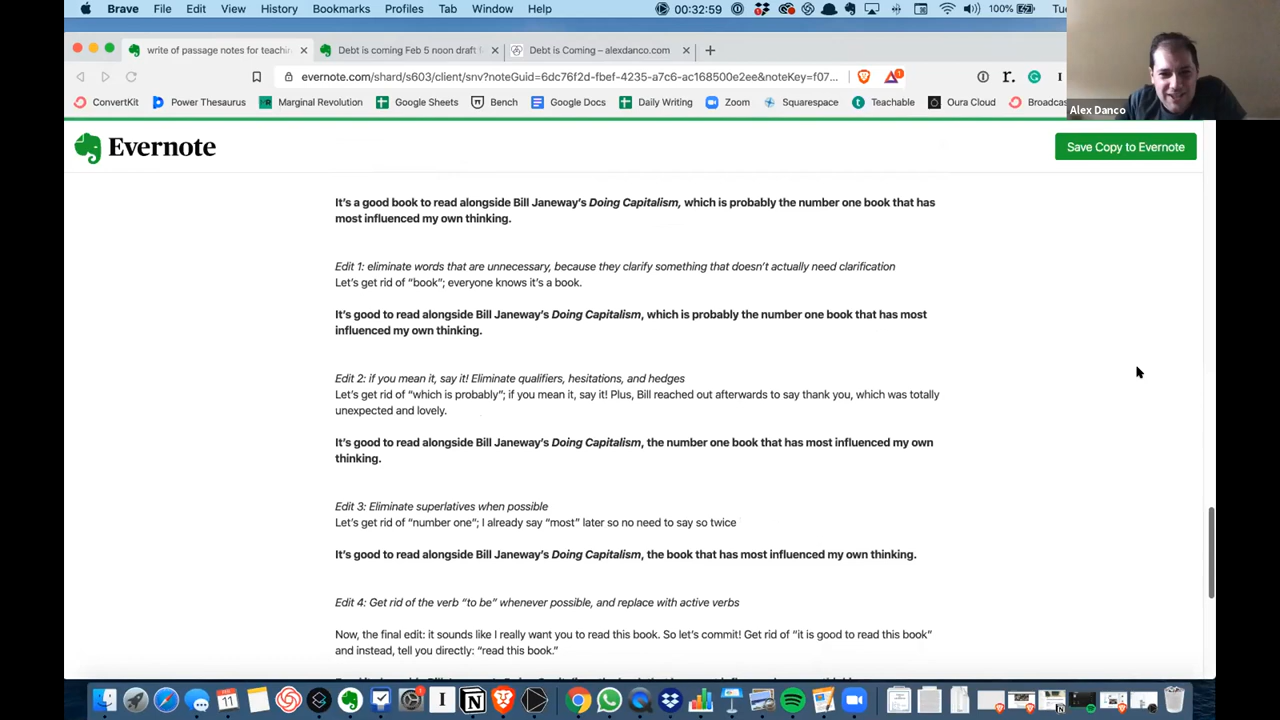 Brave File Edit View History Bookmarks Profiles Tab Window Help 00:32:59 100% Tue
write of passage notes for teachin
Debt is coming Feb 5 noon draft
Debt is Coming – alexdanco.com
evernote.com/shard/s603/client/snv?noteGuid=6dc76f2d-fbef-4235-a7c6-ac168500e2ee&noteKey=f07...
ConvertKit Power Thesaurus Marginal Revolution Google Sheets Bench Google Docs Daily Writing Zoom Squarespace Teachable Oura Cloud Broadcas
Alex Danco
Evernote
Save Copy to Evernote
It's a good book to read alongside Bill Janeway's Doing Capitalism, which is probably the number one book that has
most influenced my own thinking.
Edit 1: eliminate words that are unnecessary, because they clarify something that doesn't actually need clarification
Let's get rid of “book”; everyone knows it's a book.
It's good to read alongside Bill Janeway's Doing Capitalism, which is probably the number one book that has most
influenced my own thinking.
Edit 2: if you mean it, say it! Eliminate qualifiers, hesitations, and hedges
Let's get rid of “which is probably”; if you mean it, say it! Plus, Bill reached out afterwards to say thank you, which was totally
unexpected and lovely.
It's good to read alongside Bill Janeway's Doing Capitalism, the number one book that has most influenced my own
thinking.
Edit 3: Eliminate superlatives when possible
Let's get rid of “number one”; I already say “most” later so no need to say so twice
It's good to read alongside Bill Janeway's Doing Capitalism, the book that has most influenced my own thinking.
Edit 4: Get rid of the verb “to be” whenever possible, and replace with active verbs
Now, the final edit: it sounds like I really want you to read this book. So let's commit! Get rid of “it is good to read this book”
and instead, tell you directly: “read this book.”